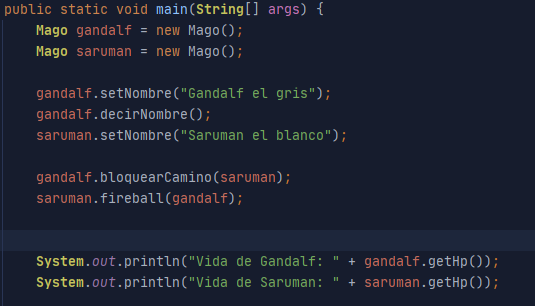 public static void main(String[] args) {
Mago gandalf = new Mago();
Mago saruman = new Mago();
gandalf.setNombre("Gandalf el gris");
gandalf.decirNombre();
saruman.setNombre("Saruman el blanco");
gandalf.bloquearCamino(saruman);
saruman.fireball(gandalf);
System.out.println("Vida de Gandalf: " + gandalf.getHp());
System.out.println("Vida de Saruman: " + saruman.getHp());